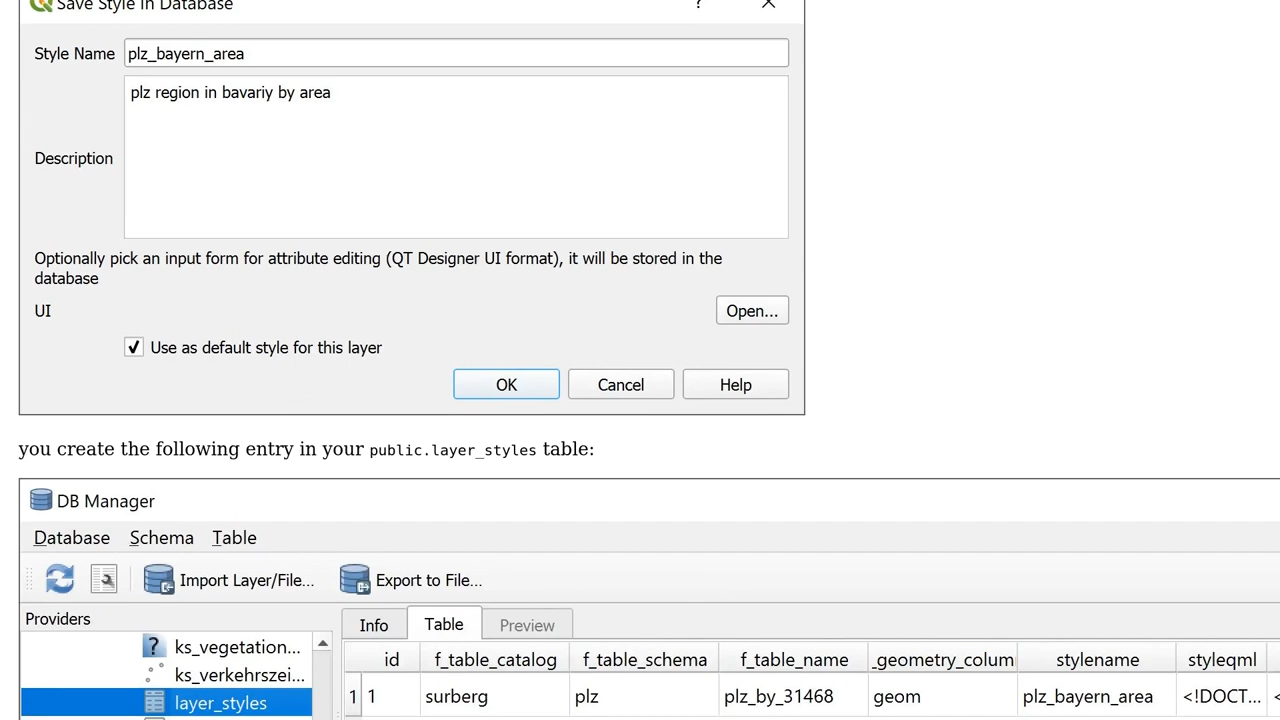 Save Style in Database ?
Style Name plz_bayern_area
plz region in bavariy by area
Description
Optionally pick an input form for attribute editing (QT Designer UI format), it will be stored in the
database
UI Open...
Use as default style for this layer
OK Cancel Help
you create the following entry in your public.layer_styles table:
DB Manager
Database Schema Table
Import Layer/File... Export to File...
Providers Info Table Preview
ks_vegetation...
id f_table_catalog f_table_schema f_table_name _geometry_colum stylename styleqml
ks_verkehrszei...
layer_styles 1 1 surberg plz plz_by_31468 geom plz_bayern_area <!DOCT... <